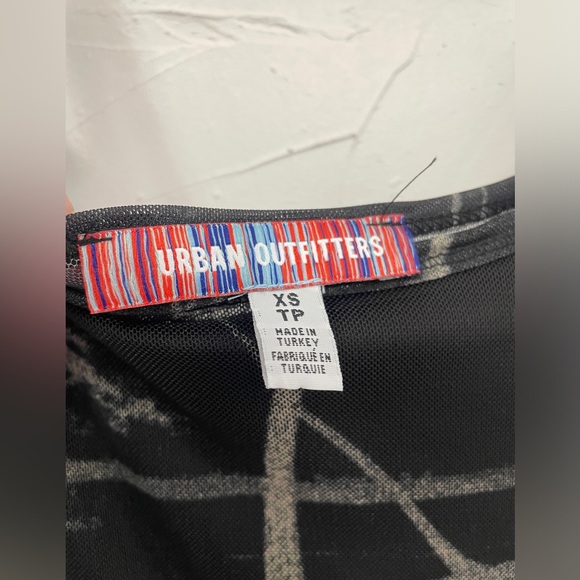 URBAN OUTFITTERS
XS
TP
MADE IN
TURKEY
FABRIQUÉ EN
TURQUIE